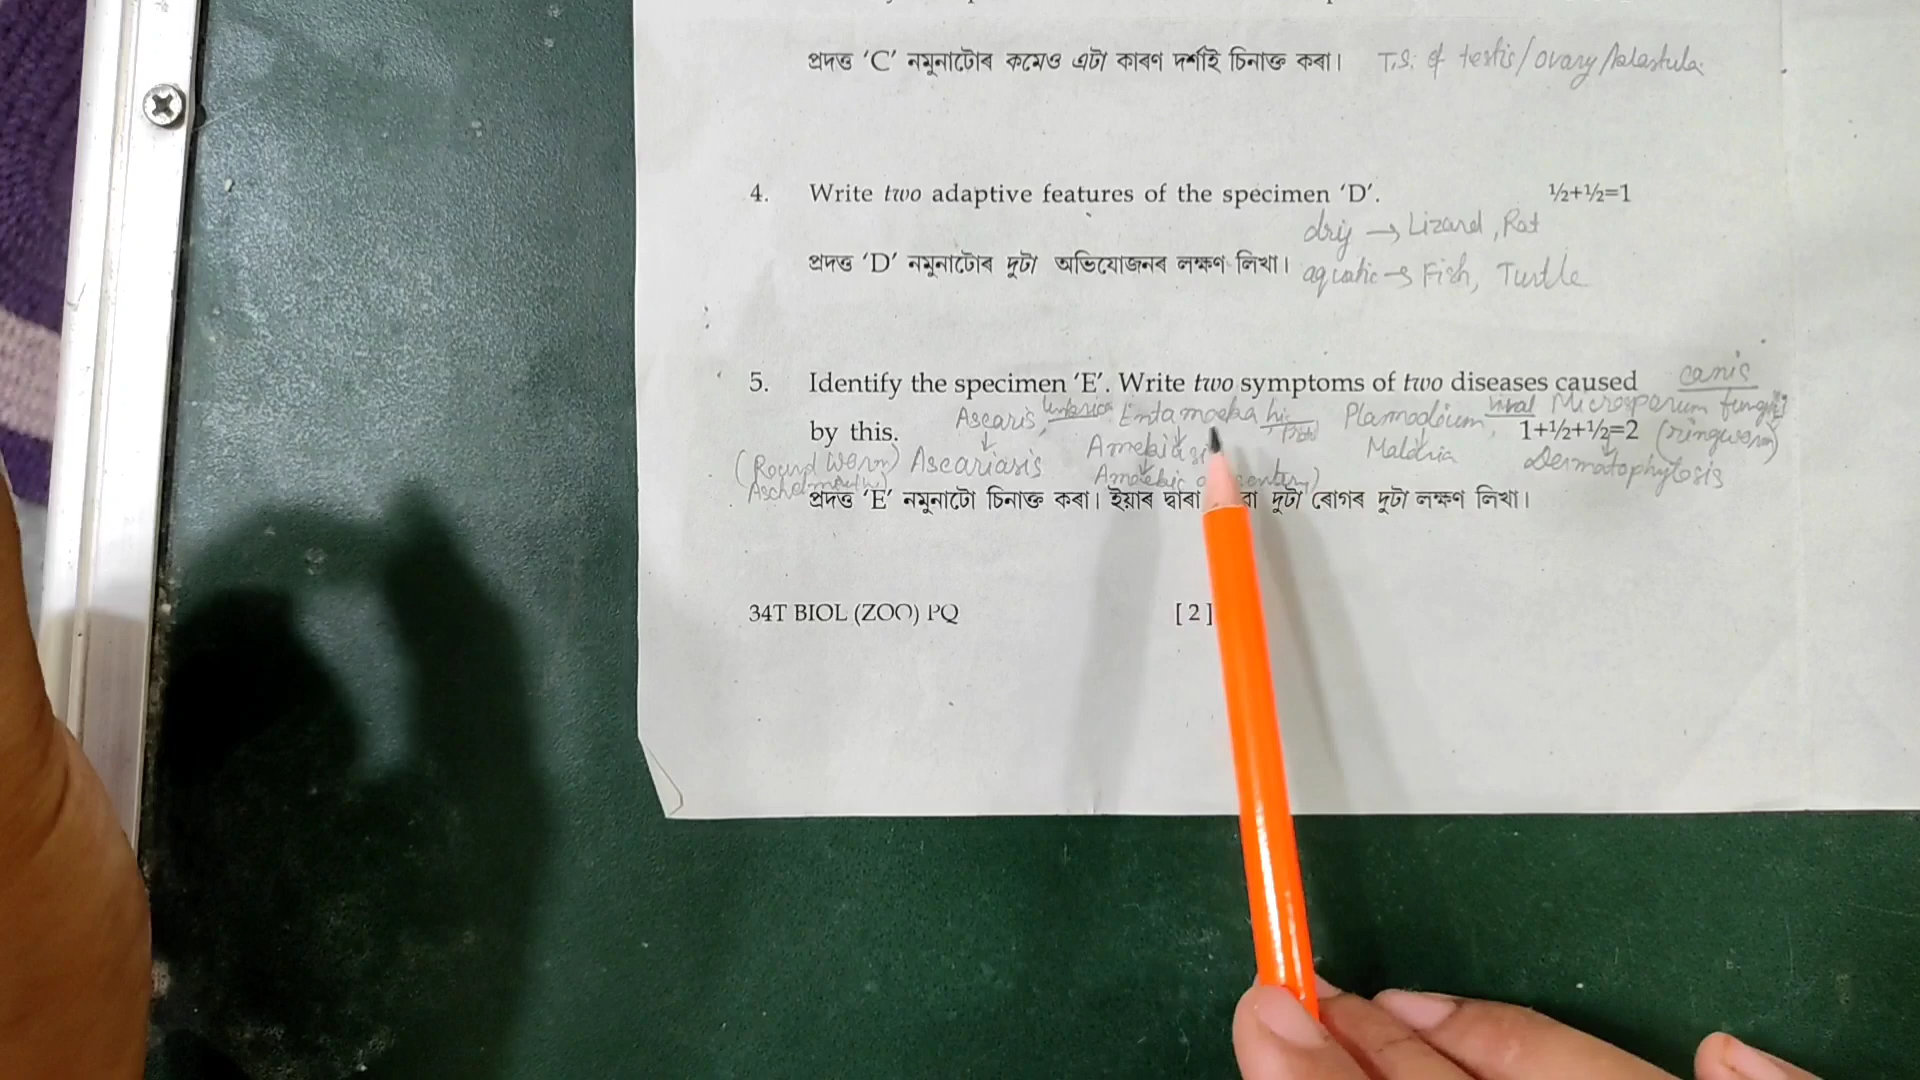 প্ৰদত্ত ‘C’ নমুনাটোৰ কমেও এটা কাৰণ দৰ্শাই চিনাক্ত কৰা। T.S. of testis/ovary/blastula
4. Write two adaptive features of the specimen ‘D’. ½+½=1
dry → Lizard, Rat
প্ৰদত্ত ‘D’ নমুনাটোৰ দুটা অভিযোজনৰ লক্ষণ লিখা।
aquatic → Fish, Turtle
canis
5. Identify the specimen ‘E’. Write two symptoms of two diseases caused
Ascaris, Entamoeba Plasmodium, Microsporum fungi
by this. 1+½+½=2 (ringworm)
(Round worm) Ascariasis Malaria Dermatophytosis
Amoebic
প্ৰদত্ত ‘E’ নমুনাটো চিনাক্ত কৰা। ইয়াৰ দ্বাৰা দুটা ৰোগৰ দুটা লক্ষণ লিখা।
34T BIOL (ZOO) PQ [ 2 ]